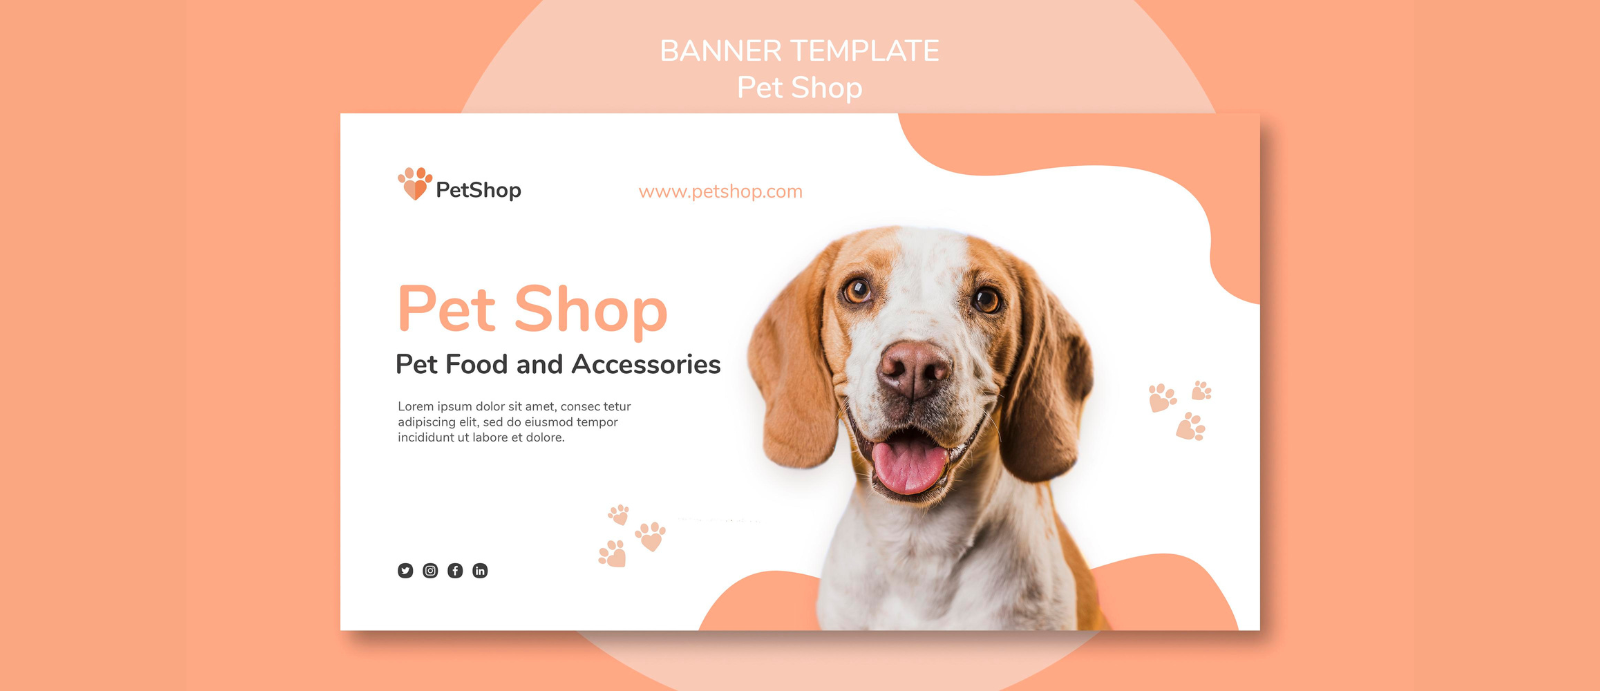 BANNER TEMPLATE
Pet Shop
PetShop
www.petshop.com
Pet Shop
Pet Food and Accessories
Lorem ipsum dolor sit amet, consec tetur
adipiscing elit, sed do eiusmod tempor
incididunt ut labore et dolore.